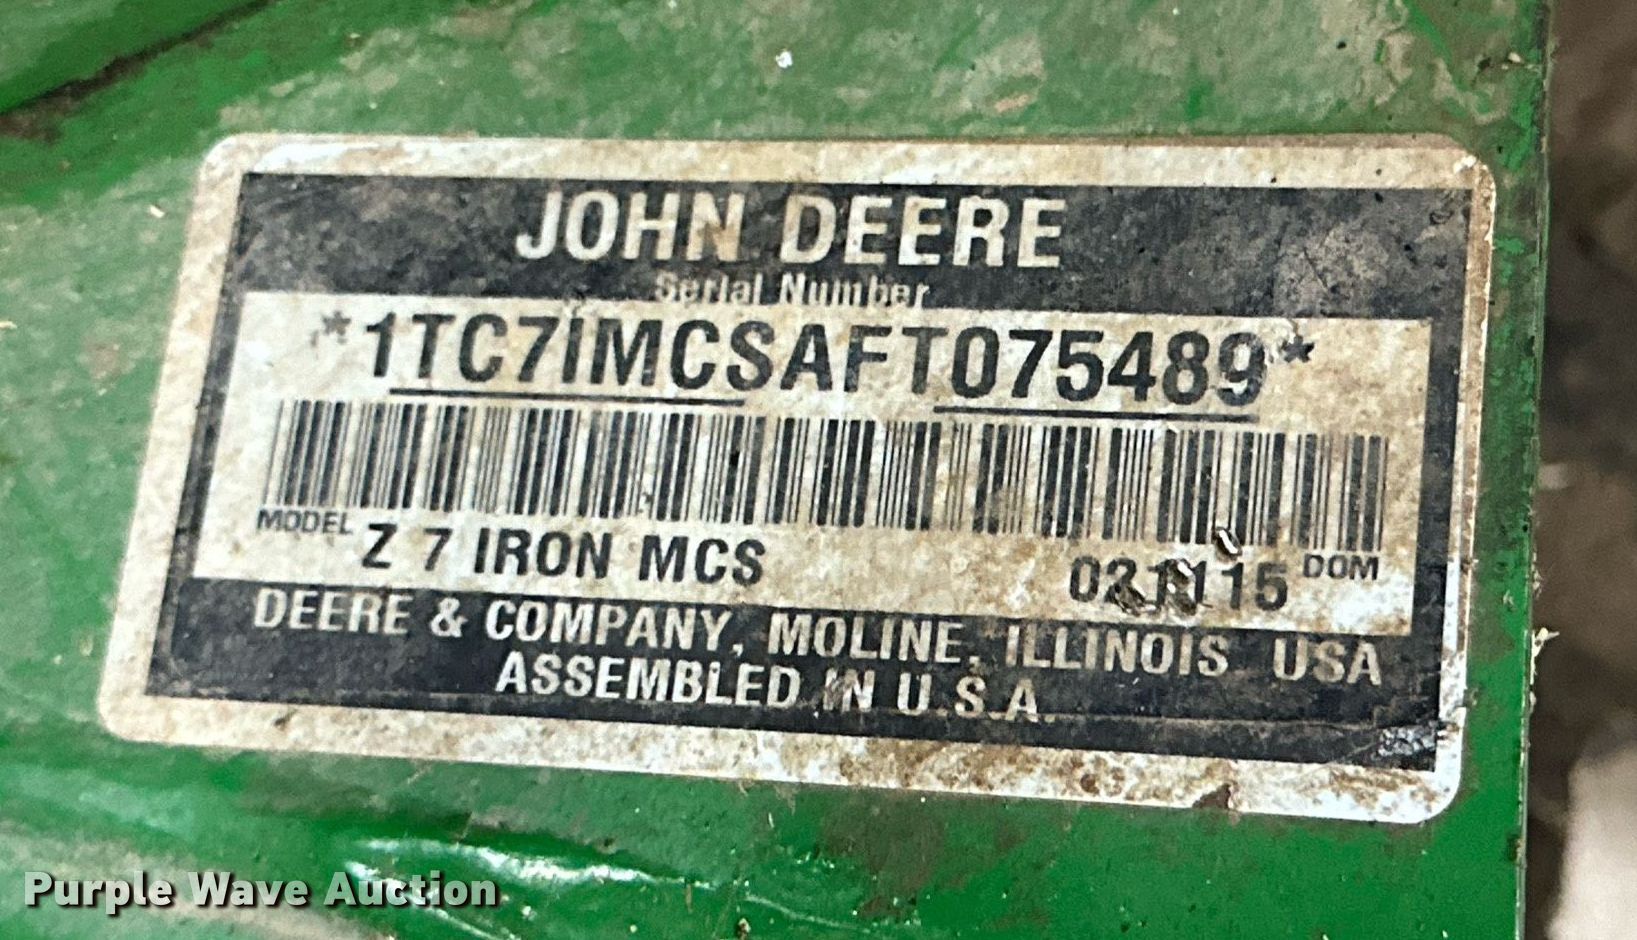 JOHN DEERE
Serial Number
*1TC7IMCSAFT075489*
MODEL Z 7 IRON MCS DOM
DEERE & COMPANY, MOLINE, ILLINOIS USA
ASSEMBLED IN U.S.A.
Purple Wave Auction